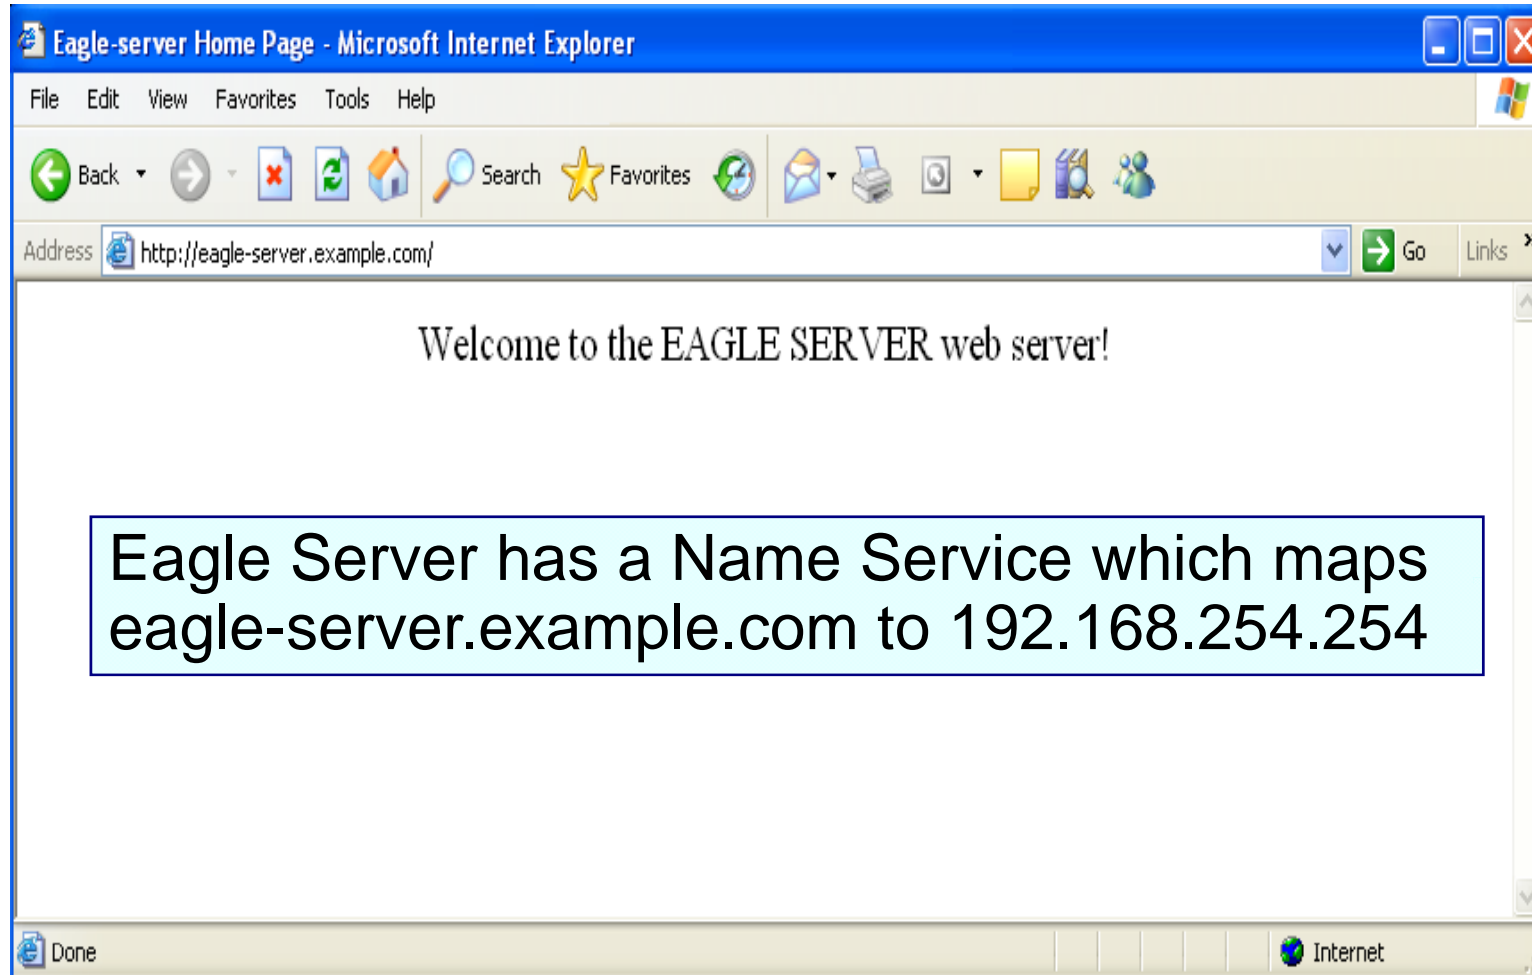 Eagle-server Home Page - Microsoft Internet Explorer
File Edit View Favorites Tools Help
Back Search Favorites
Address http://eagle-server.example.com/ Go Links
Welcome to the EAGLE SERVER web server!
Eagle Server has a Name Service which maps
eagle-server.example.com to 192.168.254.254
Done Internet